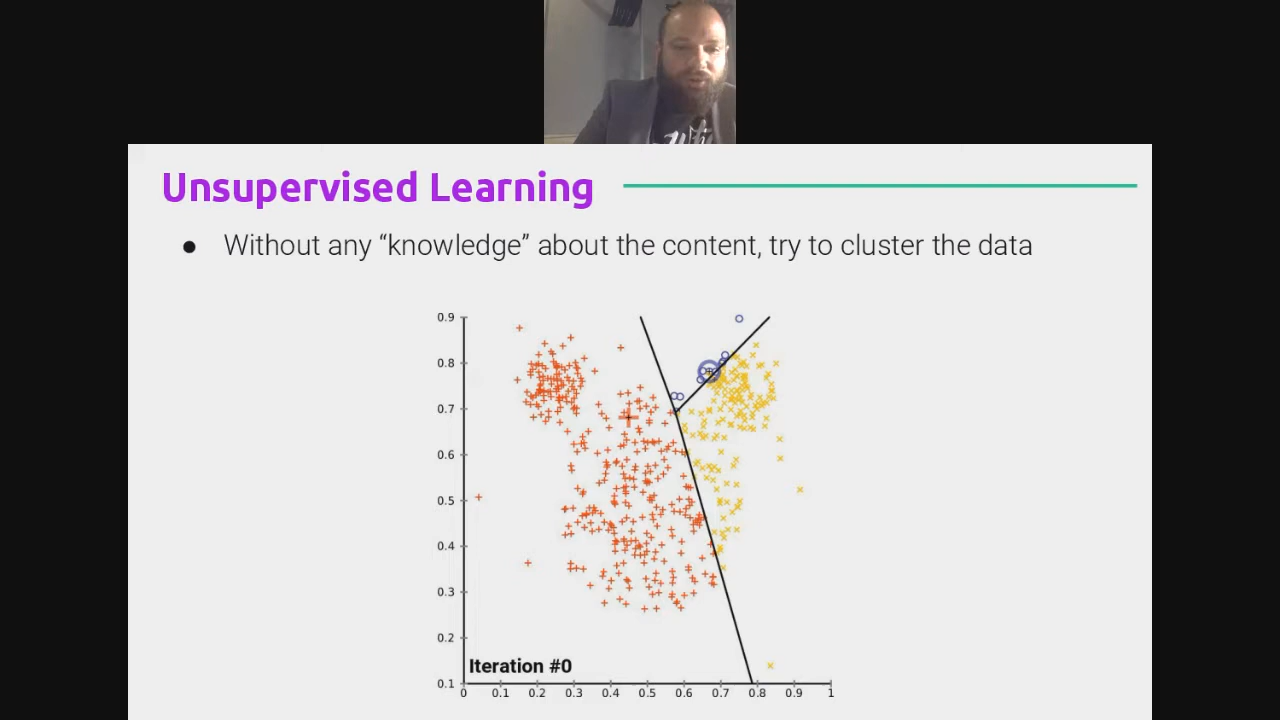 Unsupervised Learning
● Without any “knowledge” about the content, try to cluster the data
0.9
0.8
0.7
0.6
0.5
0.4
0.3
0.2
0.1
Iteration #0
0 0.1 0.2 0.3 0.4 0.5 0.6 0.7 0.8 0.9 1